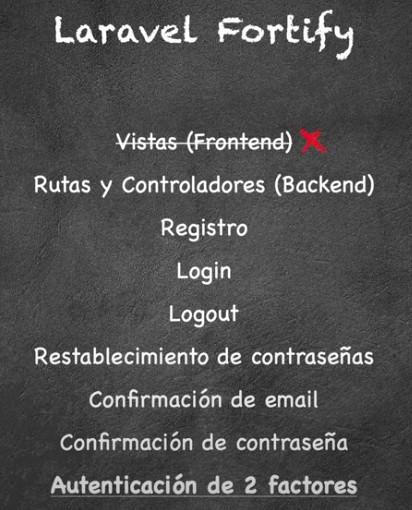 Laravel Fortify
Vistas (Frontend)
Rutas y Controladores (Backend)
Registro
Login
Logout
Restablecimiento de contraseñas
Confirmación de email
Confirmación de contraseña
Autenticación de 2 factores